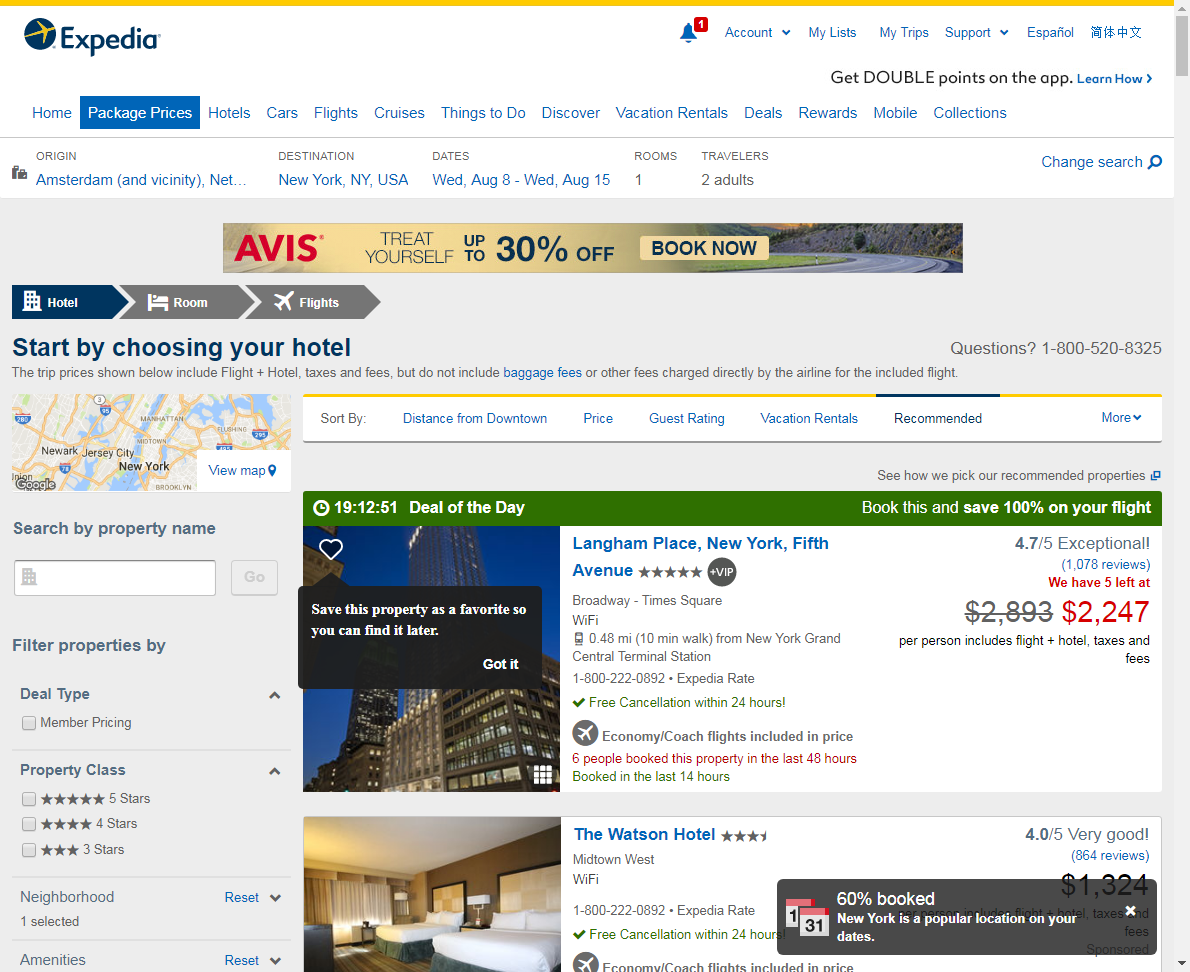 Expedia
1
Account
My Lists
My Trips
Support
Español
简体中文
Get DOUBLE points on the app. Learn How
Home
Package Prices
Hotels
Cars
Flights
Cruises
Things to Do
Discover
Vacation Rentals
Deals
Rewards
Mobile
Collections
ORIGIN
Amsterdam (and vicinity), Net...
DESTINATION
New York, NY, USA
DATES
Wed, Aug 8 - Wed, Aug 15
ROOMS
1
TRAVELERS
2 adults
Change search
AVIS
TREAT YOURSELF
UP TO
30% OFF
BOOK NOW
Hotel
Room
Flights
Start by choosing your hotel
Questions? 1-800-520-8325
The trip prices shown below include Flight + Hotel, taxes and fees, but do not include baggage fees or other fees charged directly by the airline for the included flight.
MANHATTAN
FLUSHING
MIDTOWN
Newark
Jersey City
New York
BROOKLYN
Google
View map
Sort By:
Distance from Downtown
Price
Guest Rating
Vacation Rentals
Recommended
More
See how we pick our recommended properties
Search by property name
Go
Filter properties by
Deal Type
Member Pricing
Property Class
★★★★★ 5 Stars
★★★★ 4 Stars
★★★ 3 Stars
Neighborhood
Reset
1 selected
Amenities
Reset
19:12:51 Deal of the Day
Book this and save 100% on your flight
Save this property as a favorite so
you can find it later.
Got it
Langham Place, New York, Fifth
Avenue ★★★★★ +VIP
Broadway - Times Square
WiFi
0.48 mi (10 min walk) from New York Grand
Central Terminal Station
1-800-222-0892 • Expedia Rate
Free Cancellation within 24 hours!
Economy/Coach flights included in price
6 people booked this property in the last 48 hours
Booked in the last 14 hours
4.7/5 Exceptional!
(1,078 reviews)
We have 5 left at
$2,893 $2,247
per person includes flight + hotel, taxes and
fees
The Watson Hotel
Midtown West
WiFi
1-800-222-0892 • Expedia Rate
Free Cancellation within 24 hours!
Economy/Coach flights included in price
4.0/5 Very good!
(864 reviews)
$1,324
per person includes flight + hotel, taxes and
fees
Sponsored
1
31
60% booked
New York is a popular location on your
dates.